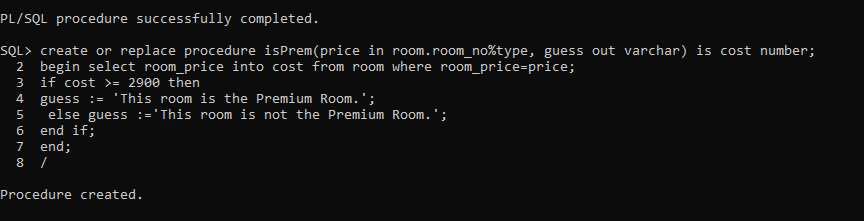 PL/SQL procedure successfully completed.
SQL> create or replace procedure isPrem(price in room.room_no%type, guess out varchar) is cost number;
2 begin select room_price into cost from room where room_price=price;
3 if cost >= 2900 then
4 guess := 'This room is the Premium Room.';
5 else guess :='This room is not the Premium Room.';
6 end if;
7 end;
8 /
Procedure created.